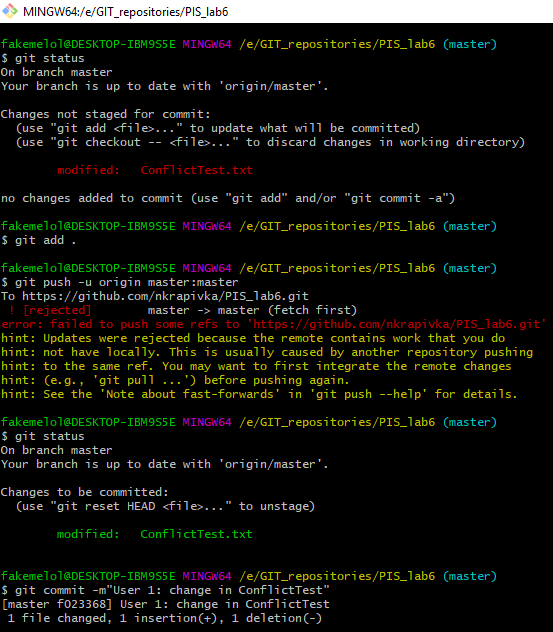 MINGW64:/e/GIT_repositories/PIS_lab6
fakemelol@DESKTOP-IBM9S5E MINGW64 /e/GIT_repositories/PIS_lab6 (master)
$ git status
On branch master
Your branch is up to date with 'origin/master'.
Changes not staged for commit:
(use "git add <file>..." to update what will be committed)
(use "git checkout -- <file>..." to discard changes in working directory)
modified: ConflictTest.txt
no changes added to commit (use "git add" and/or "git commit -a")
fakemelol@DESKTOP-IBM9S5E MINGW64 /e/GIT_repositories/PIS_lab6 (master)
$ git add .
fakemelol@DESKTOP-IBM9S5E MINGW64 /e/GIT_repositories/PIS_lab6 (master)
$ git push -u origin master:master
To https://github.com/nkrapivka/PIS_lab6.git
! [rejected] master -> master (fetch first)
error: failed to push some refs to 'https://github.com/nkrapivka/PIS_lab6.git'
hint: Updates were rejected because the remote contains work that you do
hint: not have locally. This is usually caused by another repository pushing
hint: to the same ref. You may want to first integrate the remote changes
hint: (e.g., 'git pull ...') before pushing again.
hint: See the 'Note about fast-forwards' in 'git push --help' for details.
fakemelol@DESKTOP-IBM9S5E MINGW64 /e/GIT_repositories/PIS_lab6 (master)
$ git status
On branch master
Your branch is up to date with 'origin/master'.
Changes to be committed:
(use "git reset HEAD <file>..." to unstage)
modified: ConflictTest.txt
fakemelol@DESKTOP-IBM9S5E MINGW64 /e/GIT_repositories/PIS_lab6 (master)
$ git commit -m"User 1: change in ConflictTest"
[master f023368] User 1: change in ConflictTest
1 file changed, 1 insertion(+), 1 deletion(-)